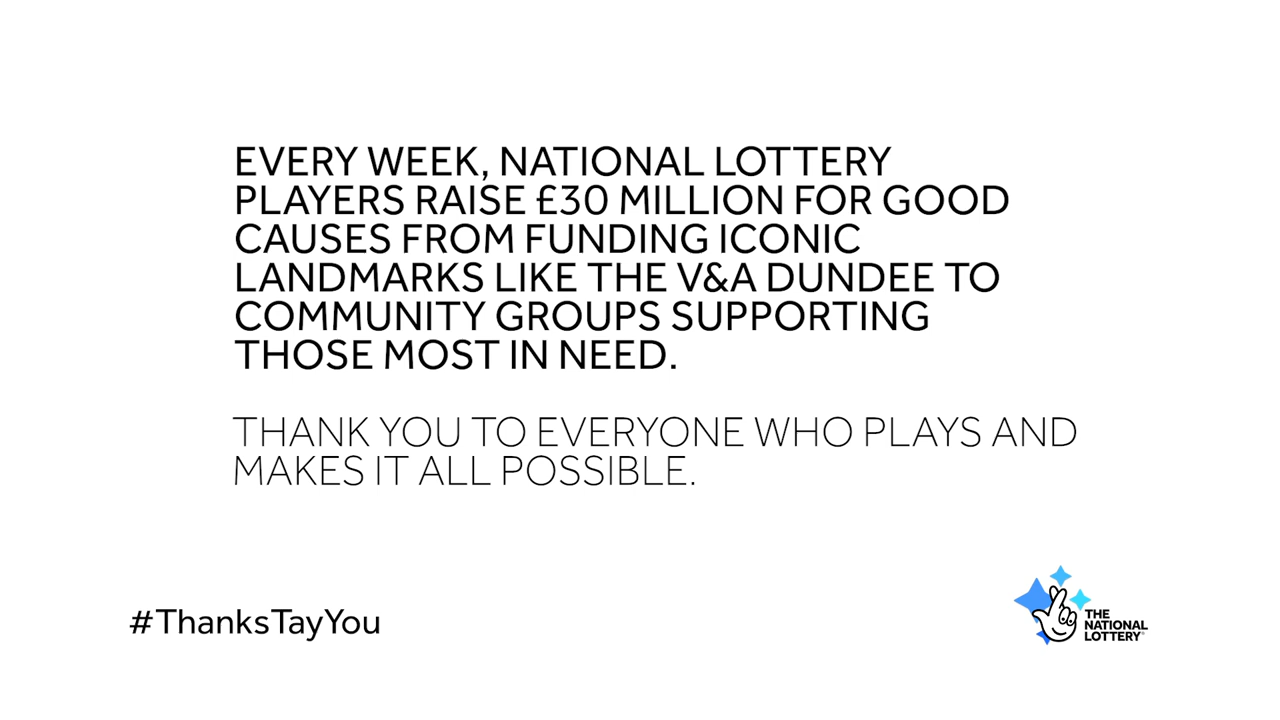 EVERY WEEK, NATIONAL LOTTERY
PLAYERS RAISE £30 MILLION FOR GOOD
CAUSES FROM FUNDING ICONIC
LANDMARKS LIKE THE V&A DUNDEE TO
COMMUNITY GROUPS SUPPORTING
THOSE MOST IN NEED.
THANK YOU TO EVERYONE WHO PLAYS AND
MAKES IT ALL POSSIBLE.
#ThanksTayYou
THE
NATIONAL
LOTTERY®